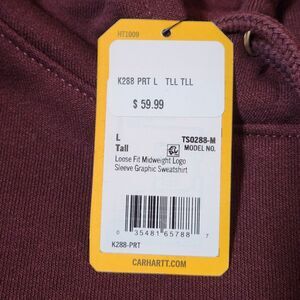 HT1009
K288 PRT L TLL TLL
$ 59.99
L TS0288-M
Tall MODEL NO.
Loose Fit Midweight Logo
Sleeve Graphic Sweatshirt
0 35481 65788 7
K288-PRT
CARHARTT.COM